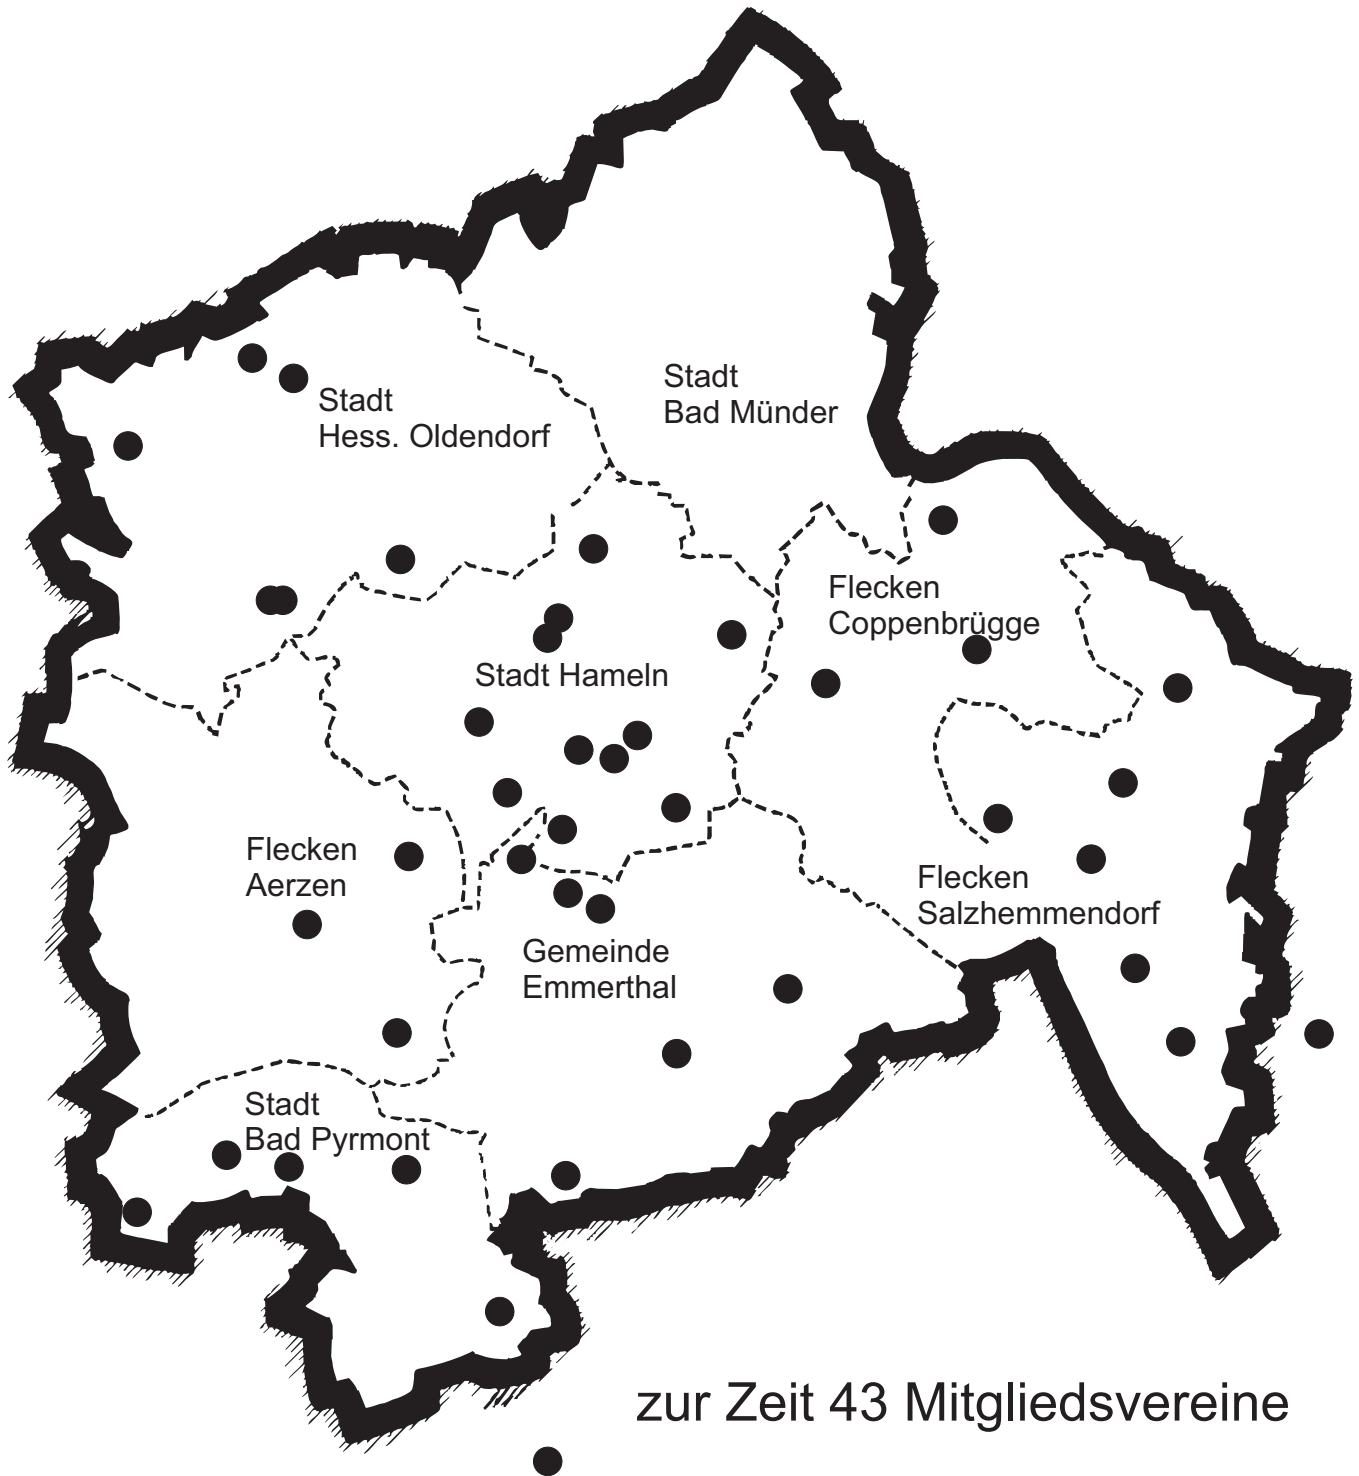 Stadt
Bad Münder
Stadt
Hess. Oldendorf
Flecken
Coppenbrügge
Stadt Hameln
Flecken
Aerzen
Flecken
Salzhemmendorf
Gemeinde
Emmerthal
Stadt
Bad Pyrmont
zur Zeit 43 Mitgliedsvereine